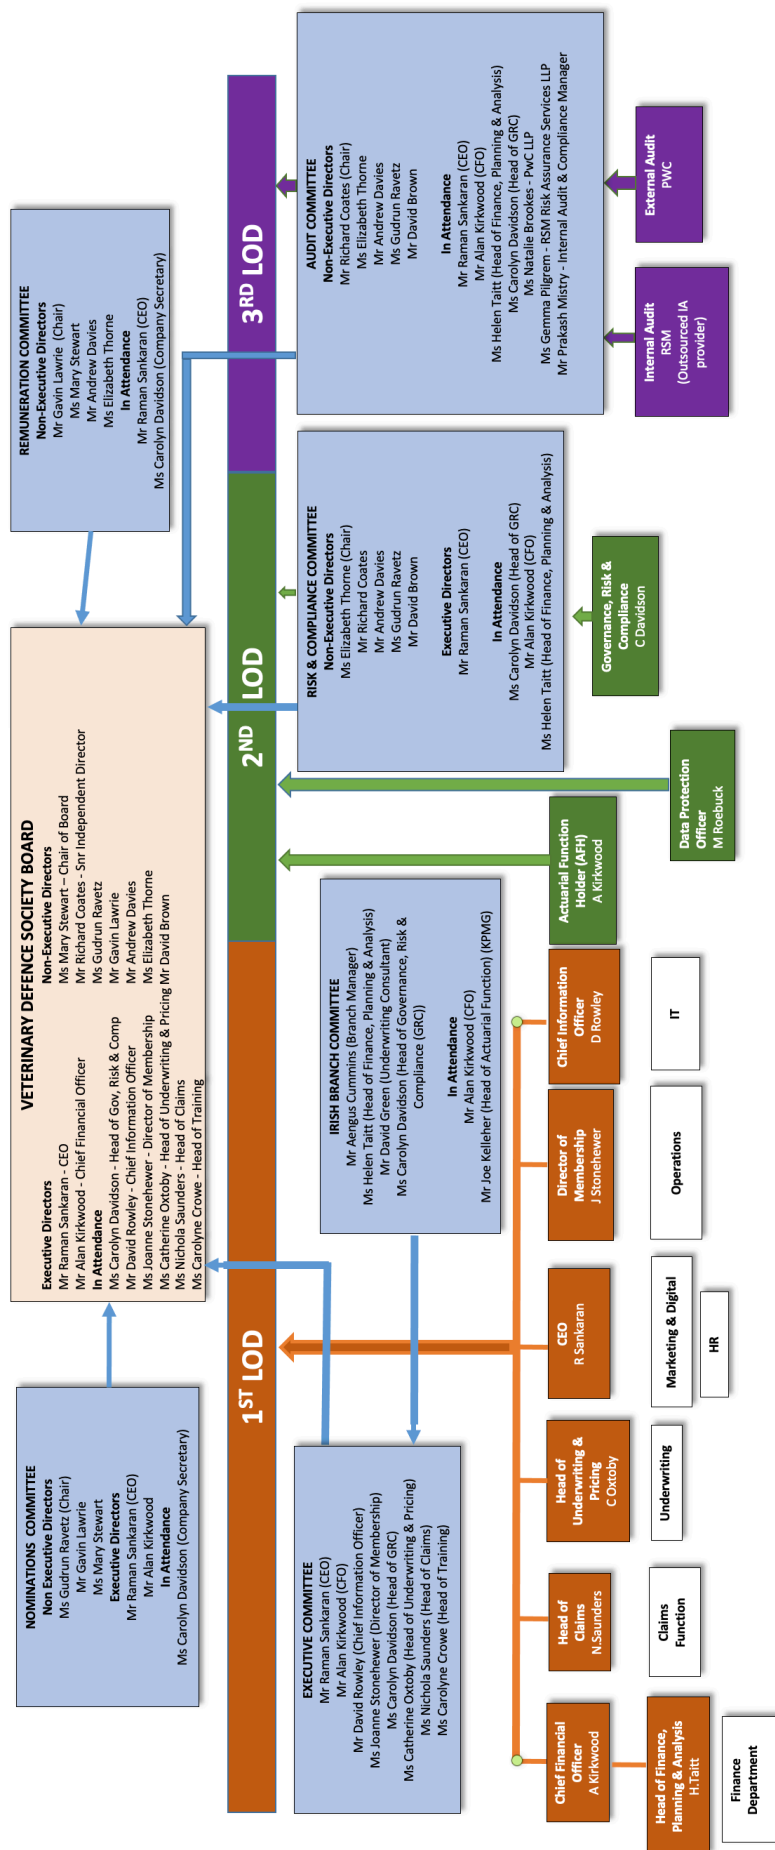 NOMINATIONS COMMITTEE
Non Executive Directors
Ms Gudrun Ravetz (Chair)
Mr Gavin Lawrie
Ms Mary Stewart
Executive Directors
Mr Raman Sankaran (CEO)
Mr Alan Kirkwood
In Attendance
Ms Carolyn Davidson (Company Secretary)
VETERINARY DEFENCE SOCIETY BOARD
Executive Directors
Mr Raman Sankaran - CEO
Mr Alan Kirkwood - Chief Financial Officer
In Attendance
Ms Carolyn Davidson - Head of Gov, Risk & Comp
Mr David Rowley - Chief Information Officer
Ms Joanne Stonehewer - Director of Membership
Ms Catherine Oxtoby - Head of Underwriting & Pricing
Ms Nichola Saunders - Head of Claims
Ms Carolyne Crowe - Head of Training
Non-Executive Directors
Ms Mary Stewart – Chair of Board
Mr Richard Coates - Snr Independent Director
Ms Gudrun Ravetz
Mr Gavin Lawrie
Mr Andrew Davies
Ms Elizabeth Thorne
Mr David Brown
REMUNERATION COMMITTEE
Non-Executive Directors
Mr Gavin Lawrie (Chair)
Ms Mary Stewart
Mr Andrew Davies
Ms Elizabeth Thorne
In Attendance
Mr Raman Sankaran (CEO)
Ms Carolyn Davidson (Company Secretary)
1ST LOD
2ND LOD
3RD LOD
EXECUTIVE COMMITTEE
Mr Raman Sankaran (CEO)
Mr Alan Kirkwood (CFO)
Mr David Rowley (Chief Information Officer)
Ms Joanne Stonehewer (Director of Membership)
Ms Carolyn Davidson (Head of GRC)
Ms Catherine Oxtoby (Head of Underwriting & Pricing)
Ms Nichola Saunders (Head of Claims)
Ms Carolyne Crowe (Head of Training)
IRISH BRANCH COMMITTEE
Mr Aengus Cummins (Branch Manager)
Ms Helen Taitt (Head of Finance, Planning & Analysis)
Mr David Green (Underwriting Consultant)
Ms Carolyn Davidson (Head of Governance, Risk &
Compliance (GRC))
In Attendance
Mr Alan Kirkwood (CFO)
Mr Joe Kelleher (Head of Actuarial Function) (KPMG)
RISK & COMPLIANCE COMMITTEE
Non-Executive Directors
Ms Elizabeth Thorne (Chair)
Mr Richard Coates
Mr Andrew Davies
Ms Gudrun Ravetz
Mr David Brown
Executive Directors
Mr Raman Sankaran (CEO)
In Attendance
Ms Carolyn Davidson (Head of GRC)
Mr Alan Kirkwood (CFO)
Ms Helen Taitt (Head of Finance, Planning & Analysis)
AUDIT COMMITTEE
Non-Executive Directors
Mr Richard Coates (Chair)
Ms Elizabeth Thorne
Mr Andrew Davies
Ms Gudrun Ravetz
Mr David Brown
In Attendance
Mr Raman Sankaran (CEO)
Mr Alan Kirkwood (CFO)
Ms Helen Taitt (Head of Finance, Planning & Analysis)
Ms Carolyn Davidson (Head of GRC)
Ms Natalie Brookes - PwC LLP
Ms Gemma Pilgrem - RSM Risk Assurance Services LLP
Mr Prakash Mistry - Internal Audit & Compliance Manager
Chief Financial
Officer
A Kirkwood
Head of
Claims
N.Saunders
Head of
Underwriting &
Pricing
C Oxtoby
CEO
R Sankaran
Director of
Membership
J Stonehewer
Chief Information
Officer
D Rowley
Actuarial Function
Holder (AFH)
A Kirkwood
Data Protection
Officer
M Roebuck
Governance, Risk &
Compliance
C Davidson
Internal Audit
RSM
(Outsourced IA
provider)
External Audit
PWC
Head of Finance,
Planning & Analysis
H.Taitt
Claims
Function
Underwriting
Marketing & Digital
HR
Operations
IT
Finance
Department